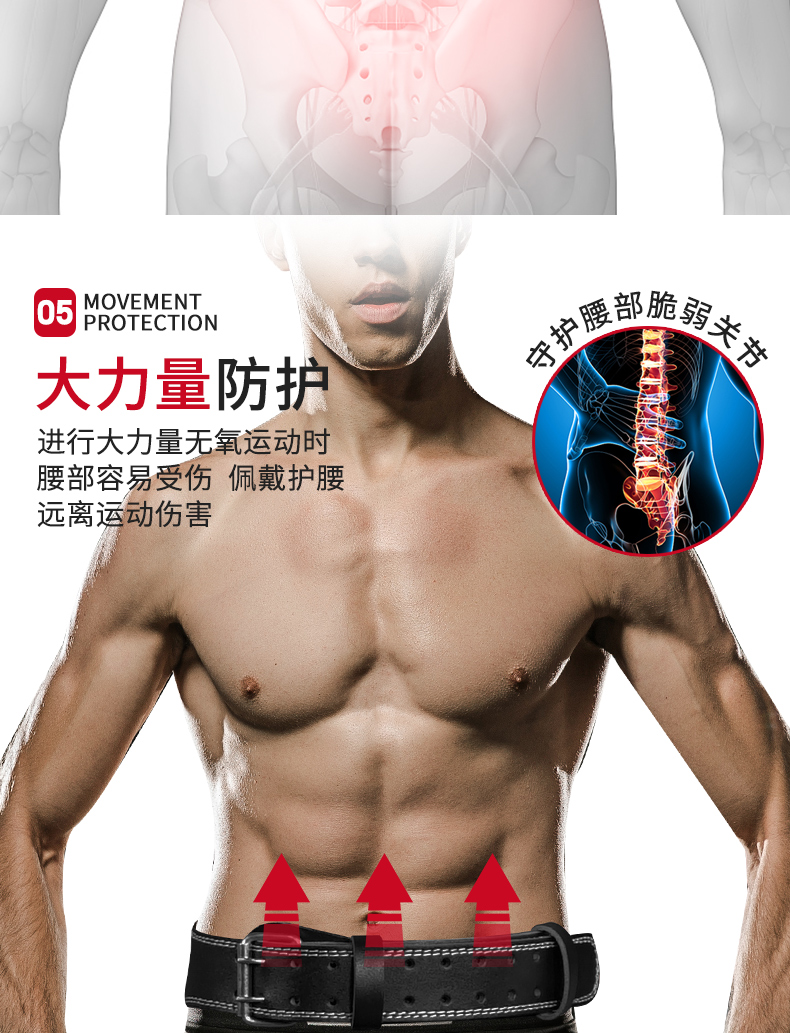 05
MOVEMENT
PROTECTION
大力量防护
进行大力量无氧运动时
腰部容易受伤 佩戴护腰
远离运动伤害
守护腰部脆弱关节